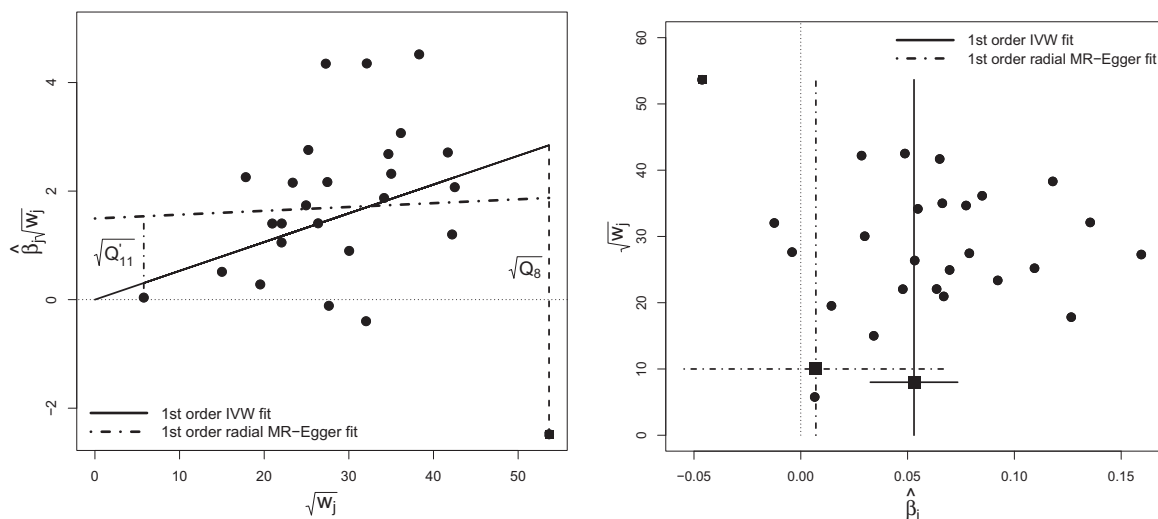 4
2
0
−2
β̂j√wj
√Q'11
√Q8
1st order IVW fit
1st order radial MR−Egger fit
0 10 20 30 40 50
√wj
60
50
40
30
20
10
0
√wj
1st order IVW fit
1st order radial MR−Egger fit
−0.05 0.00 0.05 0.10 0.15
β̂j